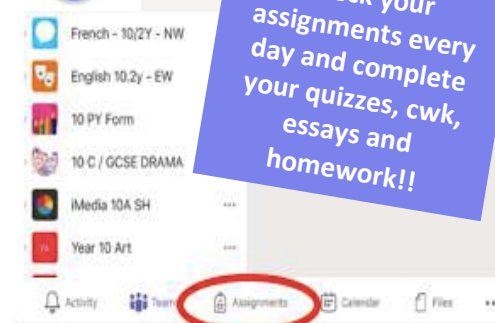 your
assignments every
day and complete
your quizzes, cwk,
essays and
homework!!
French - 10/2Y - NW
English 10.2y - EW
10 PY Form
10 C / GCSE DRAMA
iMedia 10A SH
Year 10 Art
Activity
Assignments
Calendar
Files